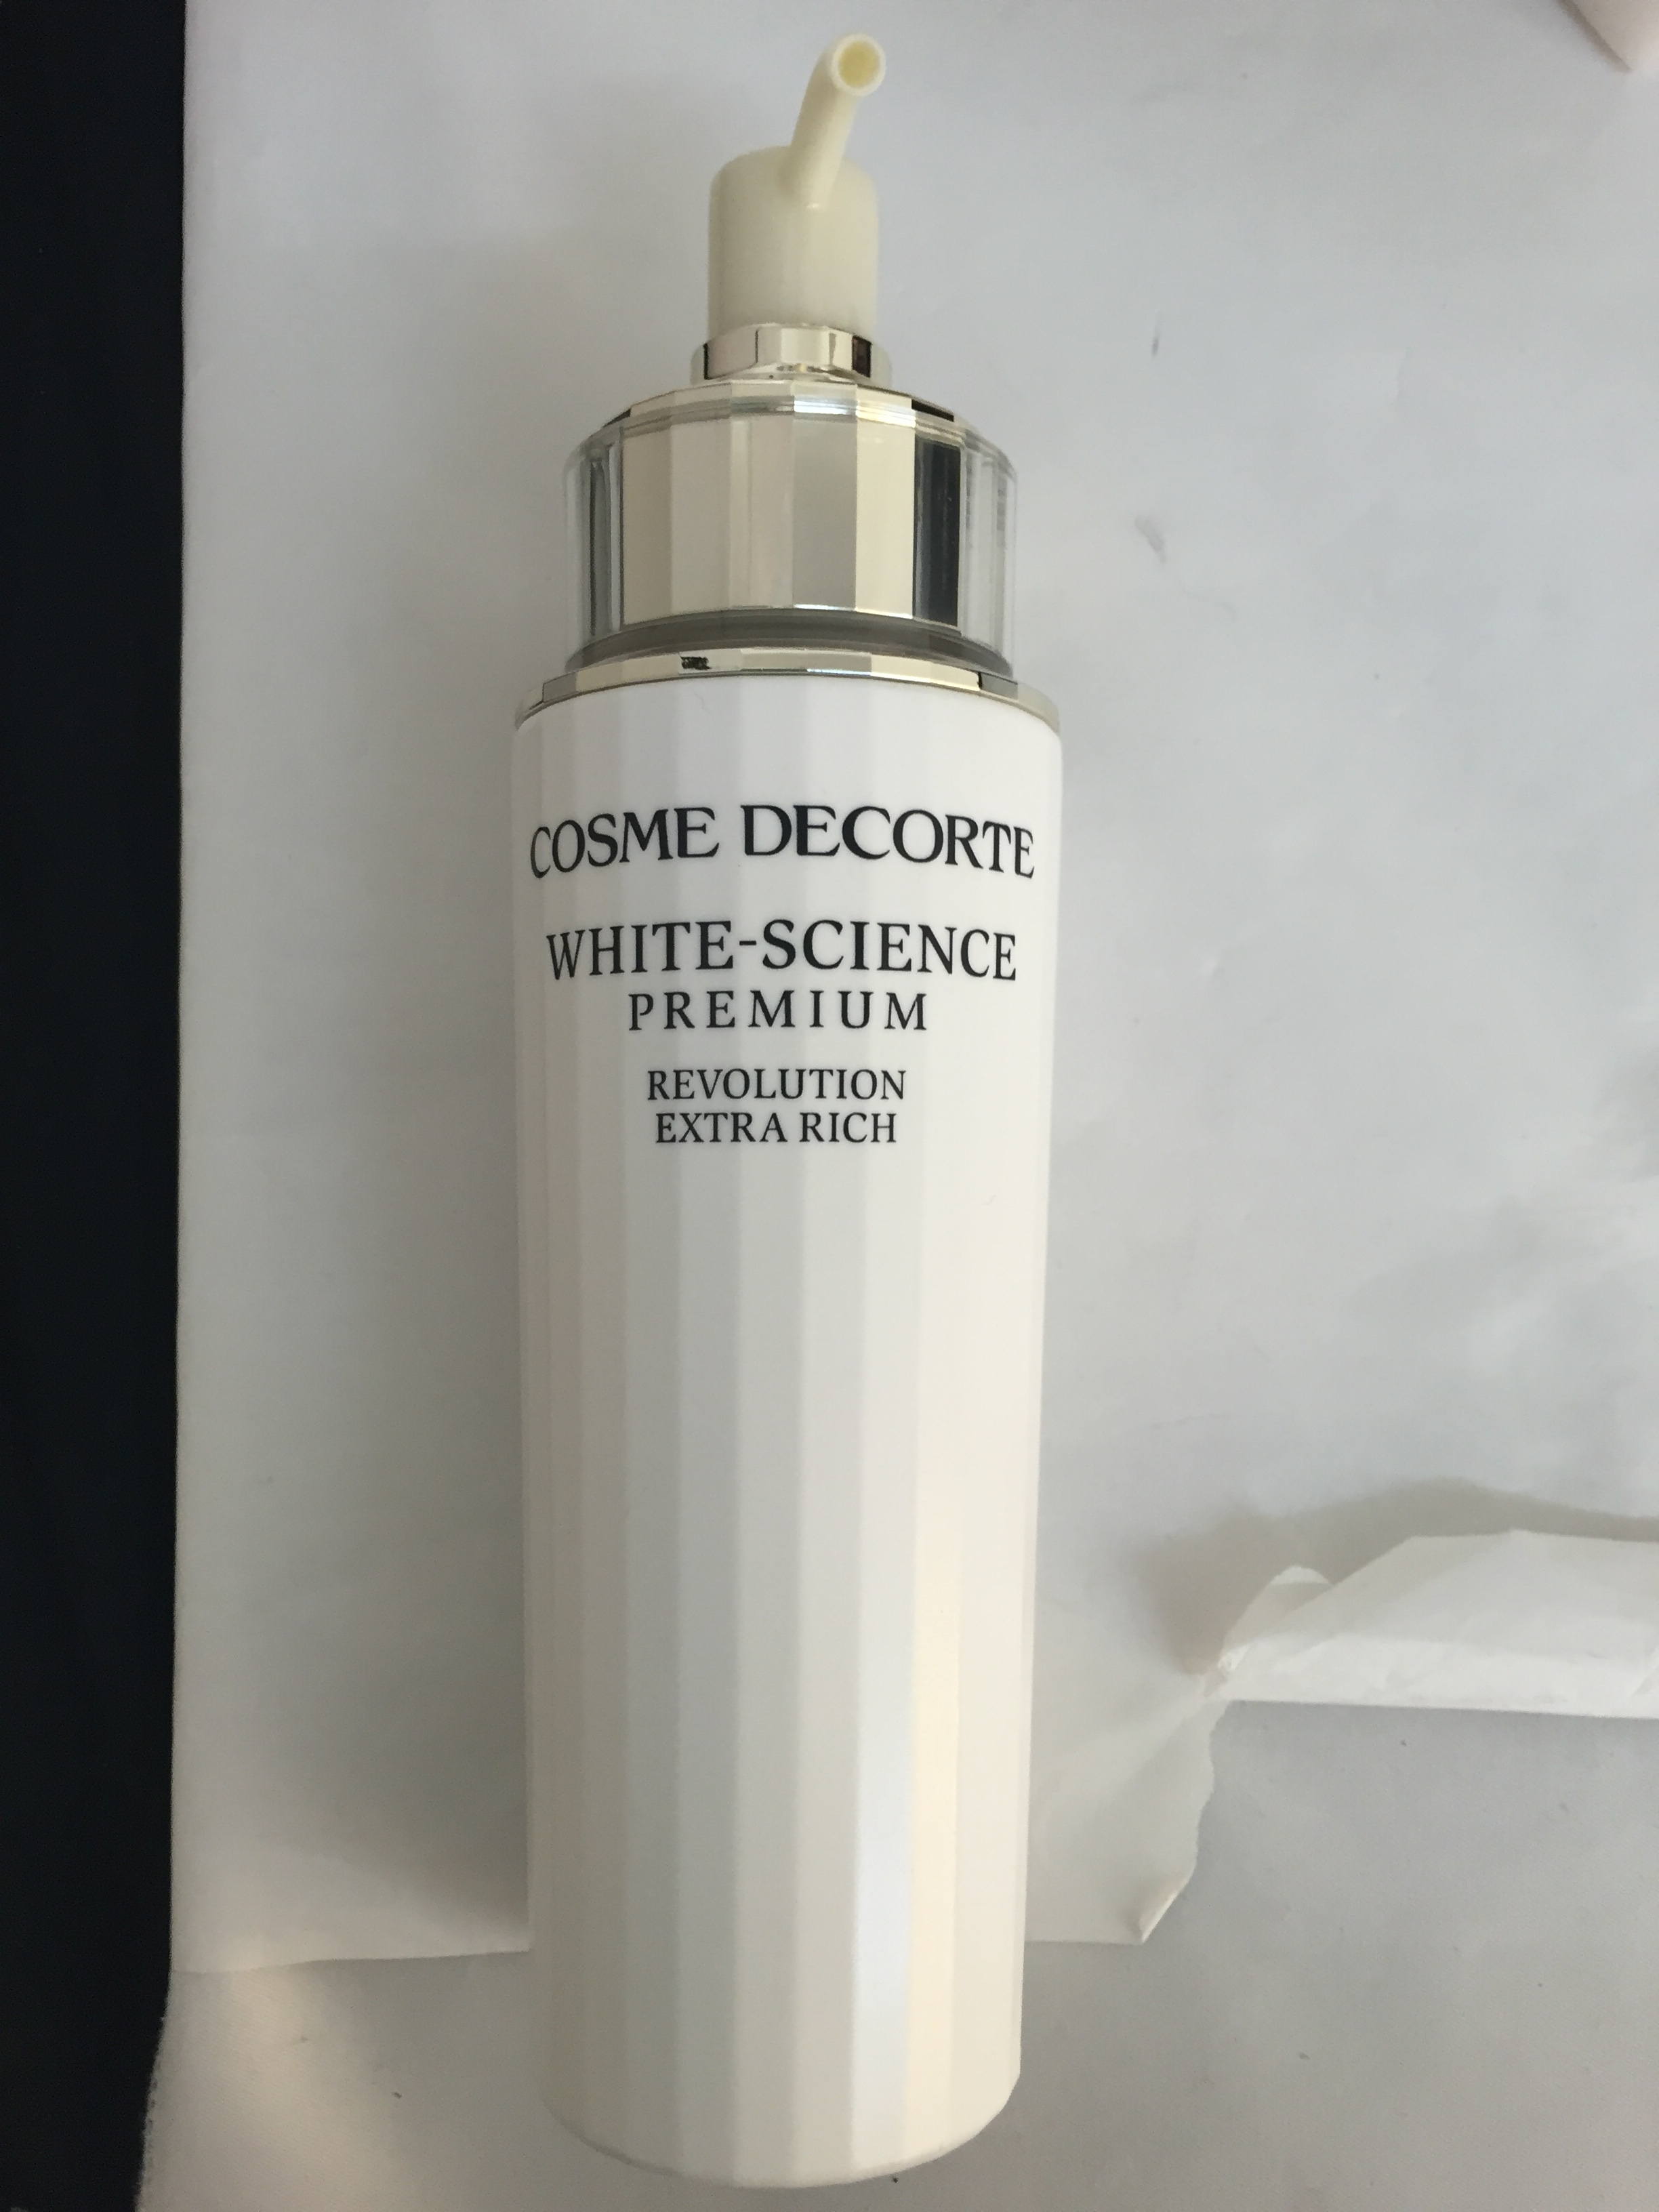 COSME DECORTE
WHITE-SCIENCE
PREMIUM
REVOLUTION
EXTRA RICH